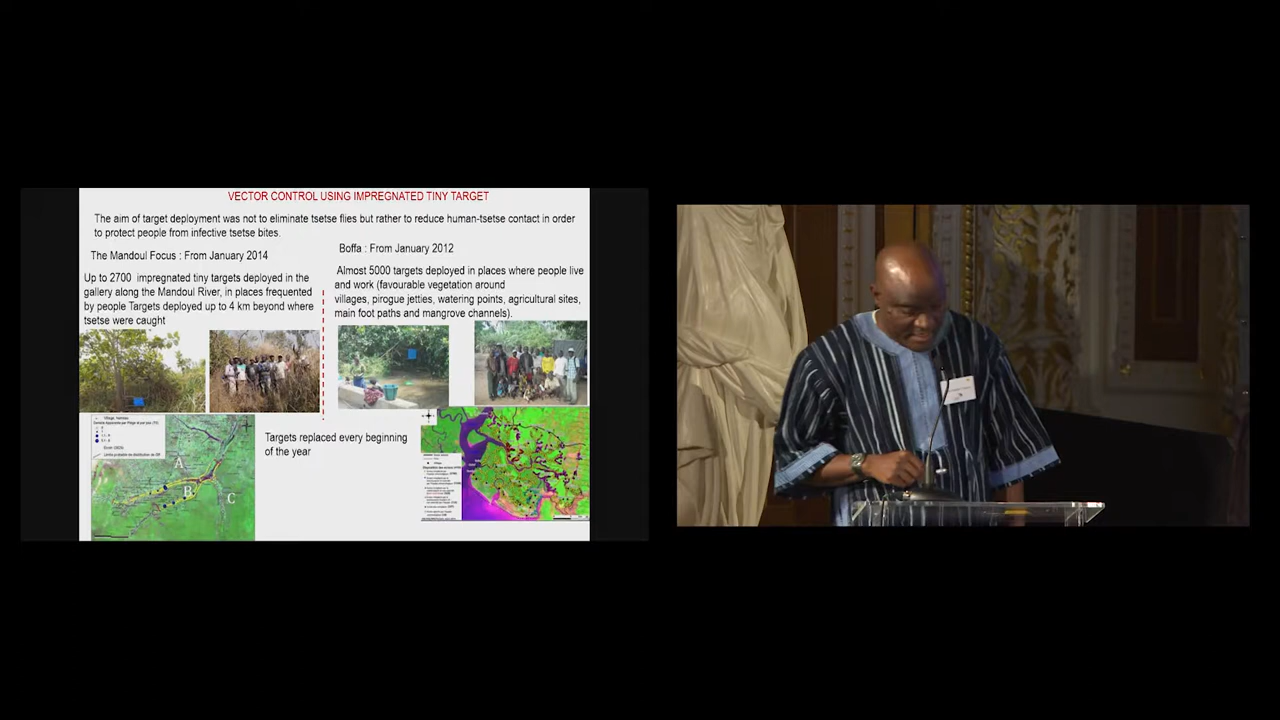 VECTOR CONTROL USING IMPREGNATED TINY TARGET
The aim of target deployment was not to eliminate tsetse flies but rather to reduce human-tsetse contact in order
to protect people from infective tsetse bites.
The Mandoul Focus : From January 2014
Up to 2700 impregnated tiny targets deployed in the
gallery along the Mandoul River, in places frequented
by people Targets deployed up to 4 km beyond where
tsetse were caught
Boffa : From January 2012
Almost 5000 targets deployed in places where people live
and work (favourable vegetation around
villages, pirogue jetties, watering points, agricultural sites,
main foot paths and mangrove channels).
Targets replaced every beginning
of the year
B
C